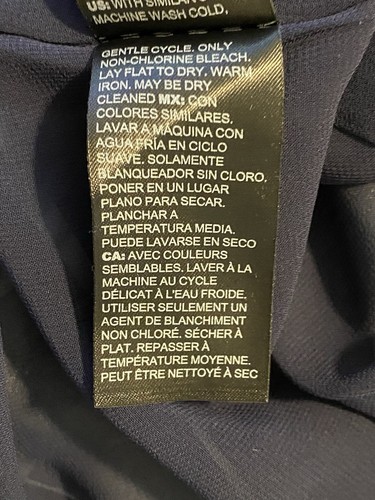 US: WITH SIMILAR
MACHINE WASH COLD,
GENTLE CYCLE. ONLY
NON-CHLORINE BLEACH.
LAY FLAT TO DRY. WARM
IRON. MAY BE DRY
CLEANED MX: CON
COLORES SIMILARES.
LAVAR A MÁQUINA CON
AGUA FRÍA EN CICLO
SUAVE. SOLAMENTE
BLANQUEADOR SIN CLORO.
PONER EN UN LUGAR
PLANO PARA SECAR.
PLANCHAR A
TEMPERATURA MEDIA.
PUEDE LAVARSE EN SECO
CA: AVEC COULEURS
SEMBLABLES. LAVER À LA
MACHINE AU CYCLE
DÉLICAT À L'EAU FROIDE.
UTILISER SEULEMENT UN
AGENT DE BLANCHIMENT
NON CHLORÉ. SÉCHER À
PLAT. REPASSER À
TEMPÉRATURE MOYENNE.
PEUT ÊTRE NETTOYÉ À SEC